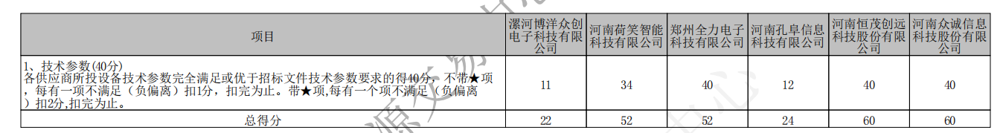 项目
漯河博洋众创
电子科技有限
公司
河南荷笑智能
科技有限公司
郑州全力电子
科技有限公司
河南孔阜信息
科技有限公司
河南恒茂创远
科技股份有限
公司
河南众诚信息
科技股份有限
公司
1、技术参数(40分)
各供应商所投设备技术参数完全满足或优于招标文件技术参数要求的得40分，不带★项
，每有一项不满足（负偏离）扣1分，扣完为止。带★项,每有一个项不满足（负偏离
）扣2分,扣完为止。
11
34
40
12
40
40
总得分
22
52
52
24
60
60
源交易
中心